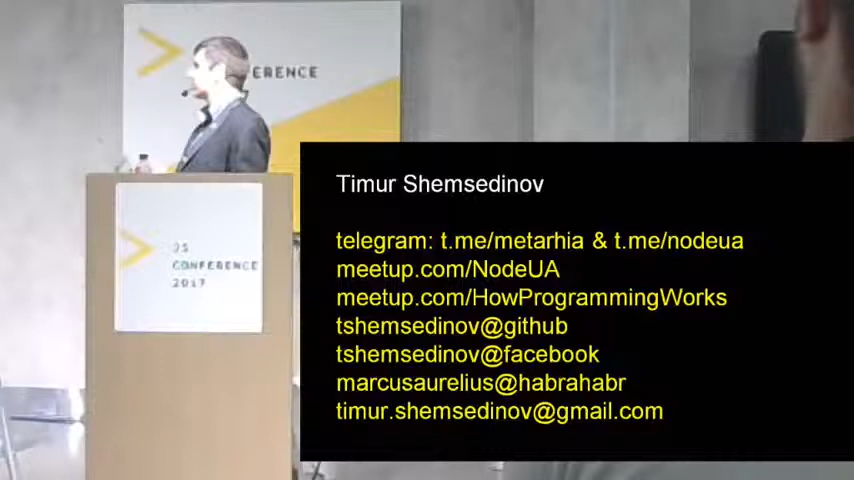 ERENCE
JS
CONFERENCE
2017
Timur Shemsedinov
telegram: t.me/metarhia & t.me/nodeua
meetup.com/NodeUA
meetup.com/HowProgrammingWorks
tshemsedinov@github
tshemsedinov@facebook
marcusaurelius@habrahabr
timur.shemsedinov@gmail.com